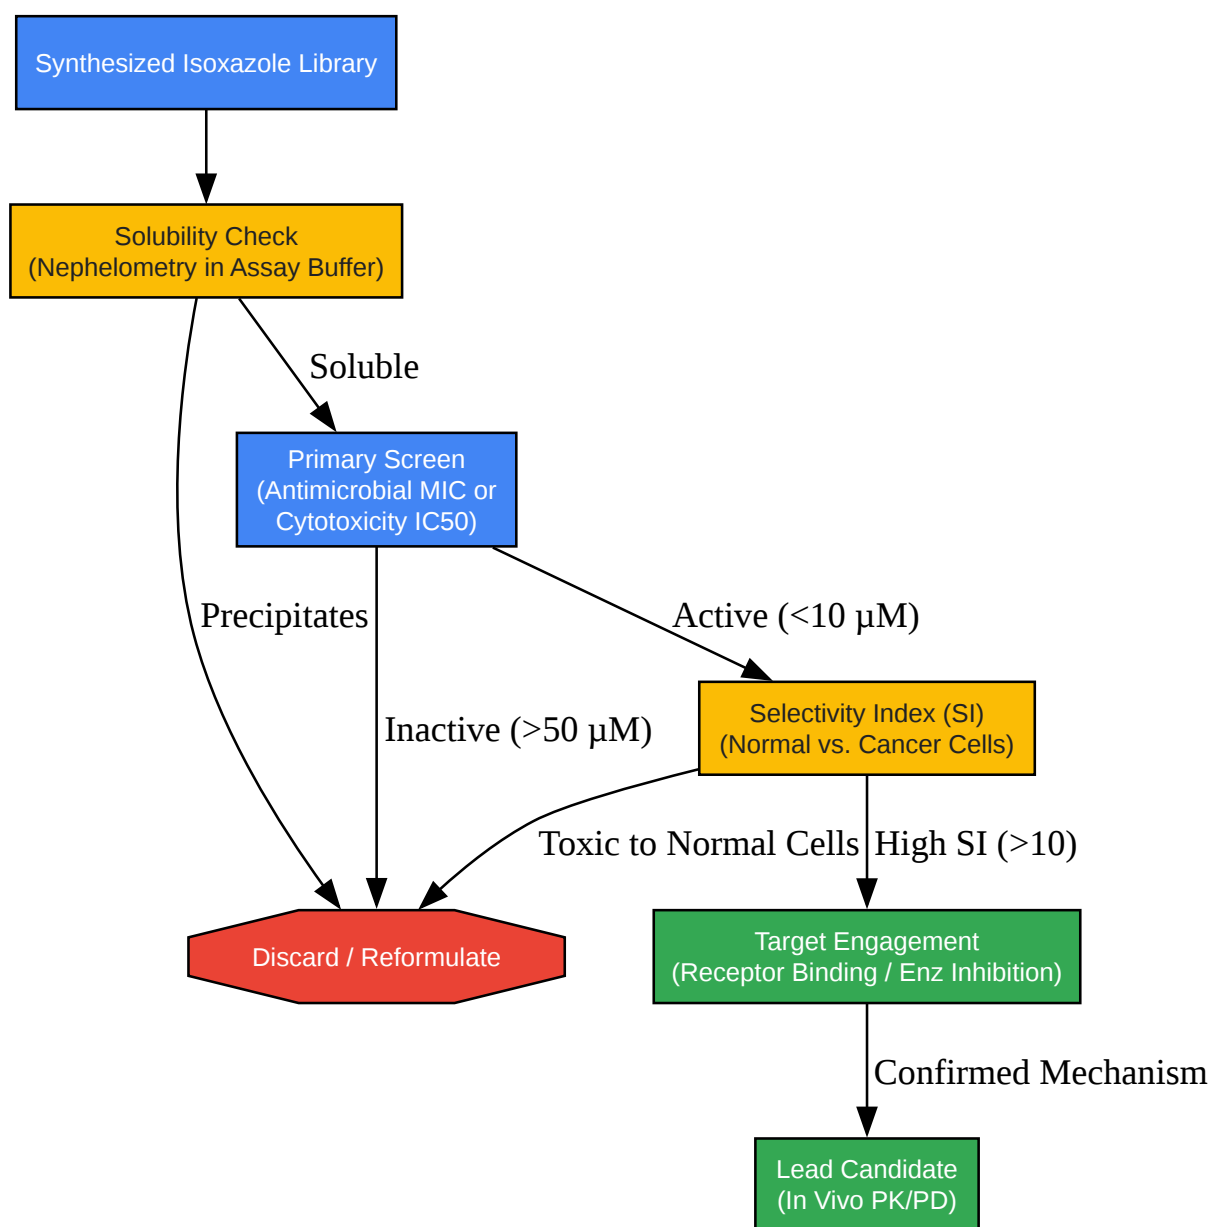 Synthesized Isoxazole Library
Solubility Check
(Nephelometry in Assay Buffer)
Soluble
Primary Screen
(Antimicrobial MIC or
Cytotoxicity IC50)
Precipitates
Active (<10 µM)
Inactive (>50 µM)
Selectivity Index (SI)
(Normal vs. Cancer Cells)
Toxic to Normal Cells
High SI (>10)
Discard / Reformulate
Target Engagement
(Receptor Binding / Enz Inhibition)
Confirmed Mechanism
Lead Candidate
(In Vivo PK/PD)